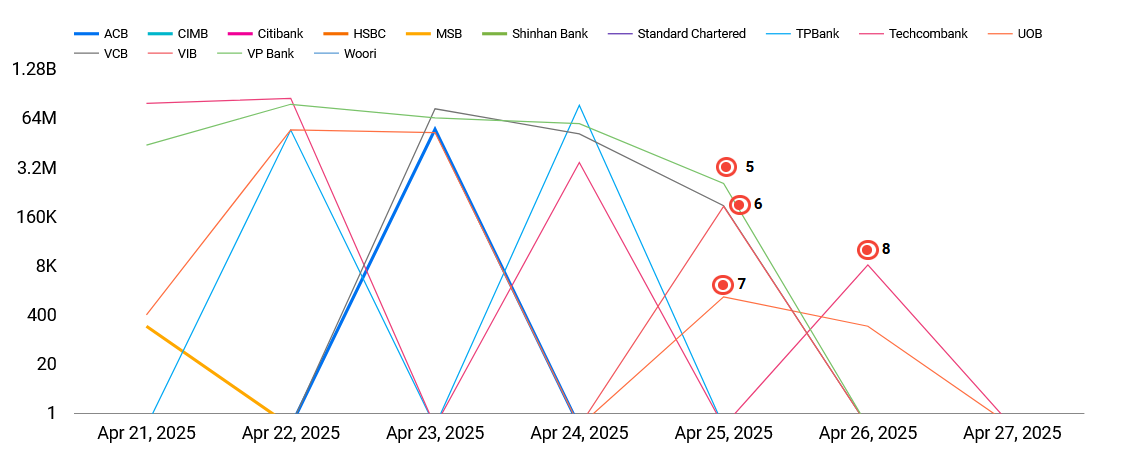 ACB CIMB Citibank HSBC MSB Shinhan Bank Standard Chartered TPBank Techcombank UOB
VCB VIB VP Bank Woori
1.28B
64M
3.2M
160K
8K
400
20
1
5
6
8
7
Apr 21, 2025 Apr 22, 2025 Apr 23, 2025 Apr 24, 2025 Apr 25, 2025 Apr 26, 2025 Apr 27, 2025